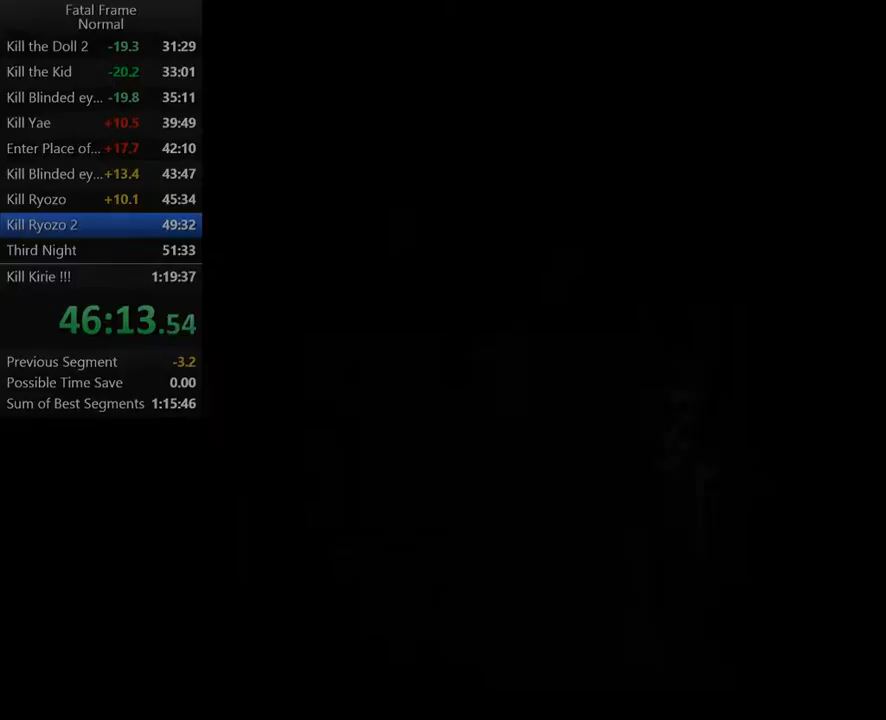 Fatal Frame
Normal
Kill the Doll 2 -19.3 31:29
Kill the Kid -20.2 33:01
Kill Blinded ey... -19.8 35:11
Kill Yae +10.5 39:49
Enter Place of... +17.7 42:10
Kill Blinded ey... +13.4 43:47
Kill Ryozo +10.1 45:34
Kill Ryozo 2 49:32
Third Night 51:33
Kill Kirie !!! 1:19:37
46:13.54
Previous Segment -3.2
Possible Time Save 0.00
Sum of Best Segments 1:15:46